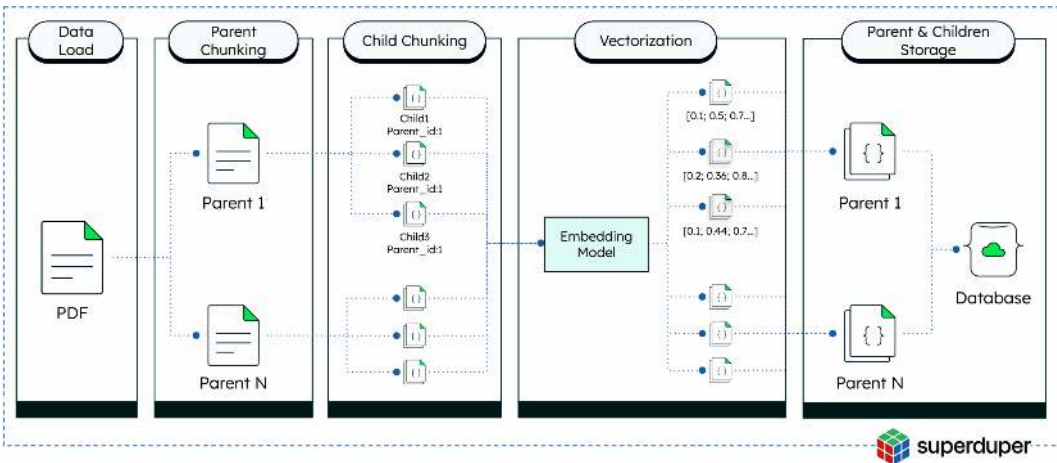 Data
Load
Parent
Chunking
Child Chunking
Vectorization
Parent & Children
Storage
PDF
Parent 1
Parent N
{}
Child1
Parent_id:1
{}
Child2
Parent_id:1
{}
Child3
Parent_id:1
{}
{}
{}
Embedding
Model
{}
[0.1; 0.5; 0.7...]
{}
[0.2; 0.36; 0.8...]
{}
[0.1; 0.44; 0.7...]
{}
{}
{}
{}
Parent 1
{}
Parent N
{ }
Database
superduper